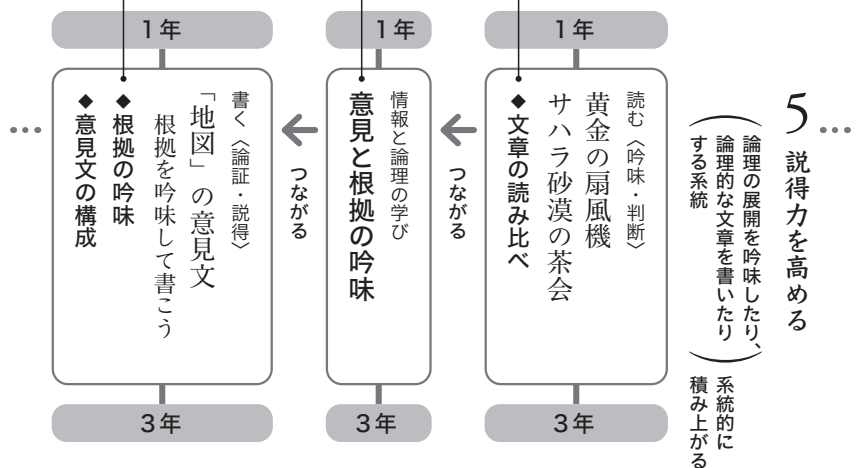 5 説得力を高める
論理の展開を吟味したり、
論理的な文章を書いたり
する系統
系統的に
積み上がる
1年
読む〈吟味・判断〉
黄金の扇風機
サハラ砂漠の茶会
◆文章の読み比べ
3年
つながる
1年
情報と論理の学び
意見と根拠の吟味
3年
つながる
1年
書く〈論証・説得〉
「地図」の意見文
根拠を吟味して書こう
◆根拠の吟味
◆意見文の構成
3年